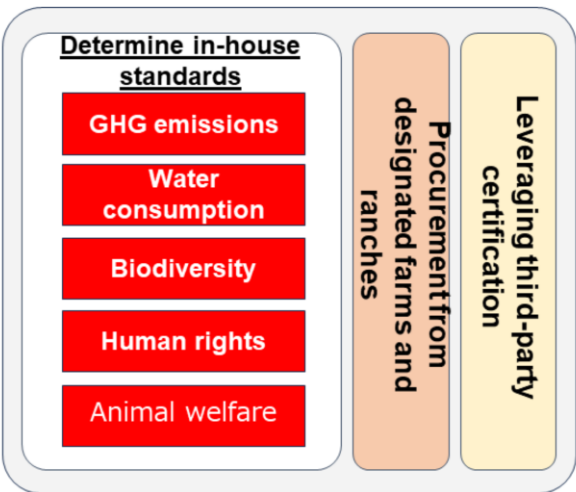 Determine in-house
standards
GHG emissions
Water
consumption
Biodiversity
Human rights
Animal welfare
Procurement from
designated farms and
ranches
Leveraging third-party
certification